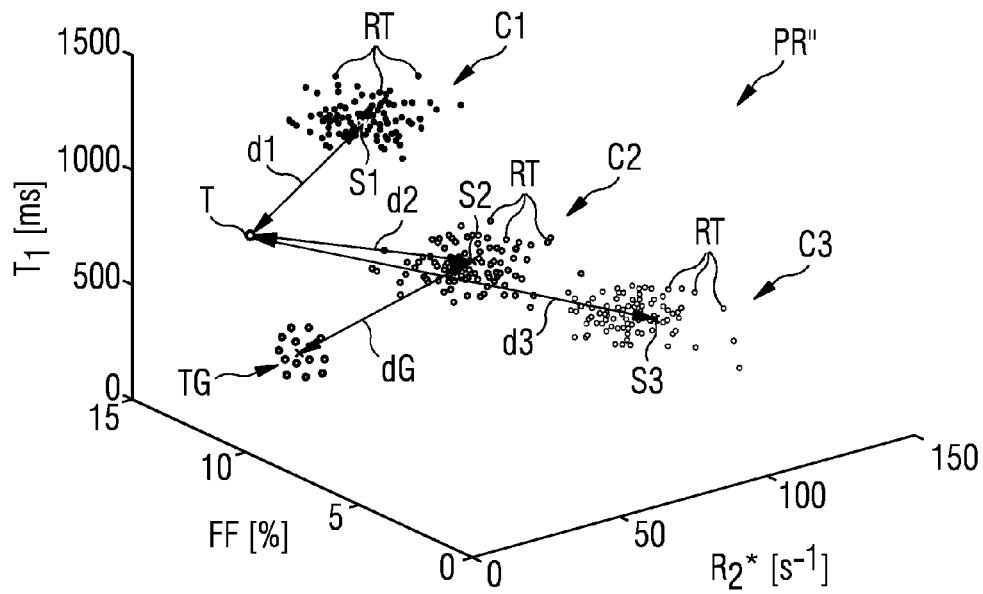 1500
RT
C1
PR"
1000
d1
S1
C2
T
d2
S2
RT
T1 [ms]
RT
C3
500
d3
TG
dG
S3
0
15
10
5
0
FF [%]
0
50
100
150
R2* [s⁻¹]